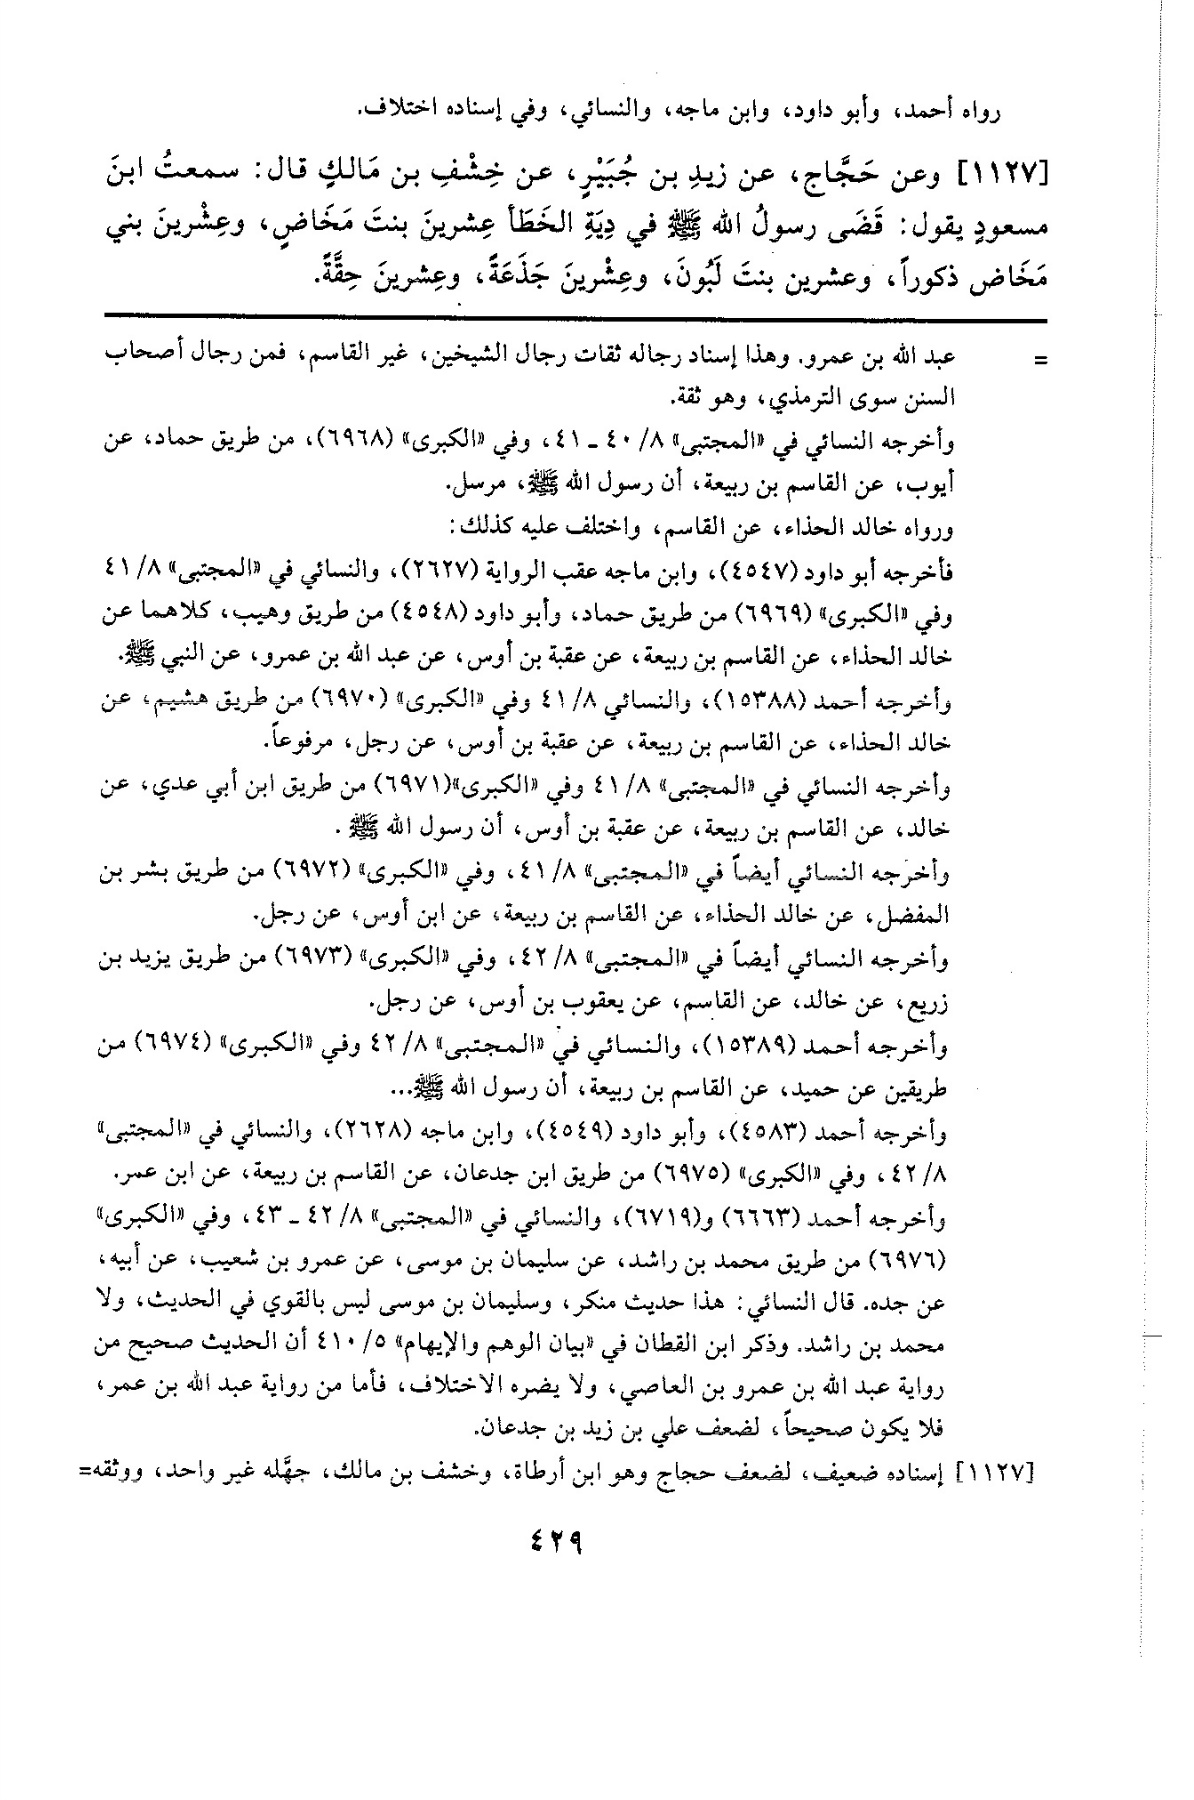 رواه أحمد، وأبو داود، وابن ماجه، والنسائي، وفي إسناده اختلاف.
[١١٢٧] وعن حَجَّاج، عن زيدِ بن جُبَيْرٍ، عن خِشْفِ بن مَالكٍ قال: سمعتُ ابنَ
مسعودٍ يقول: قَضَى رسولُ الله ﷺ في دِيَةِ الخَطَأ عِشرينَ بنتَ مَخَاضٍ، وعِشْرينَ بني
مَخَاض ذكوراً، وعشرين بنتَ لَبُونَ، وعِشْرينَ جَذَعَةً، وعِشرينَ حِقَّةً.
= عبد الله بن عمرو. وهذا إسناد رجاله ثقات رجال الشيخين، غير القاسم، فمن رجال أصحاب
السنن سوى الترمذي، وهو ثقة.
وأخرجه النسائي في «المجتبى» ٨/ ٤٠ ـ ٤١، وفي «الكبرى» (٦٩٦٨)، من طريق حماد، عن
أيوب، عن القاسم بن ربيعة، أن رسول الله ﷺ، مرسل.
ورواه خالد الحذاء، عن القاسم، واختلف عليه كذلك:
فأخرجه أبو داود (٤٥٤٧)، وابن ماجه عقب الرواية (٢٦٢٧)، والنسائي في «المجتبى» ٨/ ٤١
وفي «الكبرى» (٦٩٦٩) من طريق حماد، وأبو داود (٤٥٤٨) من طريق وهيب، كلاهما عن
خالد الحذاء، عن القاسم بن ربيعة، عن عقبة بن أوس، عن عبد الله بن عمرو، عن النبي ﷺ.
وأخرجه أحمد (١٥٣٨٨)، والنسائي ٨/ ٤١ وفي «الكبرى» (٦٩٧٠) من طريق هشيم، عن
خالد الحذاء، عن القاسم بن ربيعة، عن عقبة بن أوس، عن رجل، مرفوعاً.
وأخرجه النسائي في «المجتبى» ٨/ ٤١ وفي «الكبرى»(٦٩٧١) من طريق ابن أبي عدي، عن
خالد، عن القاسم بن ربيعة، عن عقبة بن أوس، أن رسول الله ﷺ .
وأخرجه النسائي أيضاً في «المجتبى» ٨/ ٤١، وفي «الكبرى» (٦٩٧٢) من طريق بشر بن
المفضل، عن خالد الحذاء، عن القاسم بن ربيعة، عن ابن أوس، عن رجل.
وأخرجه النسائي أيضاً في «المجتبى» ٨/ ٤٢، وفي «الكبرى» (٦٩٧٣) من طريق يزيد بن
زريع، عن خالد، عن القاسم، عن يعقوب بن أوس، عن رجل.
وأخرجه أحمد (١٥٣٨٩)، والنسائي في «المجتبى» ٨/ ٤٢ وفي «الكبرى» (٦٩٧٤) من
طريقين عن حميد، عن القاسم بن ربيعة، أن رسول الله ﷺ...
وأخرجه أحمد (٤٥٨٣)، وأبو داود (٤٥٤٩)، وابن ماجه (٢٦٢٨)، والنسائي في «المجتبى»
٨/ ٤٢، وفي «الكبرى» (٦٩٧٥) من طريق ابن جدعان، عن القاسم بن ربيعة، عن ابن عمر.
وأخرجه أحمد (٦٦٦٣) و(٦٧١٩)، والنسائي في «المجتبى» ٨/ ٤٢ ـ ٤٣، وفي «الكبرى»
(٦٩٧٦) من طريق محمد بن راشد، عن سليمان بن موسى، عن عمرو بن شعيب، عن أبيه،
عن جده. قال النسائي: هذا حديث منكر، وسليمان بن موسى ليس بالقوي في الحديث، ولا
محمد بن راشد. وذكر ابن القطان في «بيان الوهم والإيهام» ٥/ ٤١٠ أن الحديث صحيح من
رواية عبد الله بن عمرو بن العاصي، ولا يضره الاختلاف، فأما من رواية عبد الله بن عمر،
فلا يكون صحيحاً، لضعف علي بن زيد بن جدعان.
[١١٢٧] إسناده ضعيف، لضعف حجاج وهو ابن أرطاة، وخشف بن مالك، جهَّله غير واحد، ووثقه=
٤٢٩